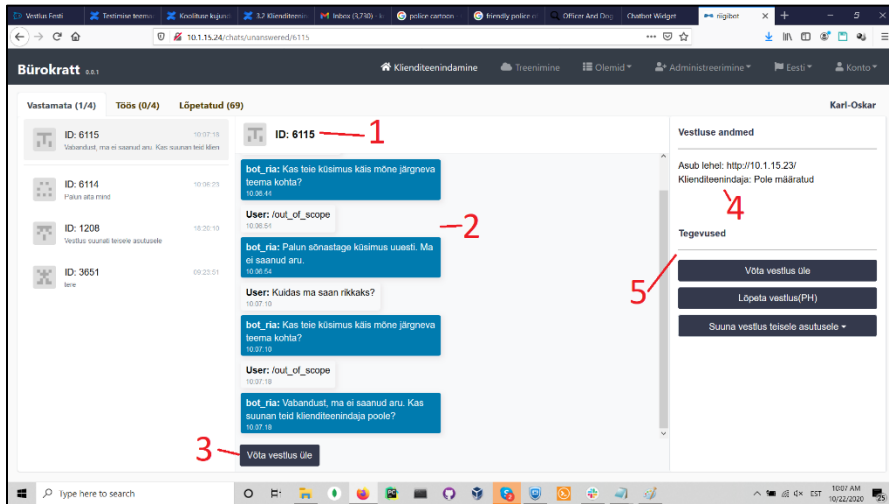 Vestlus Festi
Testimise teema
Koolituse kujund
3.2 Klienditeenin
Inbox (3,730) -
police cartoon
friendly police
Officer And Dog
Chatbot Widget
riigibot
10.1.15.24/chats/unanswered/6115
Bürokratt 0.8.1
Klienditeenindamine
Treenimine
Olemid
Administreerimine
Eesti
Konto
Vastamata (1/4)
Töös (0/4)
Lõpetatud (69)
Karl-Oskar
ID: 6115
10:07:18
Vabandust, ma ei saanud aru. Kas suunan teid klien
ID: 6114
10:06:23
Palun aita mind
ID: 1208
18:20:10
Vestlus suunati teisele asutusele
ID: 3651
09:23:51
tere
ID: 6115
1
bot_ria: Kas teie küsimus käis mõne järgneva
teema kohta?
10:06:44
User: /out_of_scope
10:06:54
2
bot_ria: Palun sõnastage küsimus uuesti. Ma
ei saanud aru.
10:06:54
User: Kuidas ma saan rikkaks?
10:07:10
bot_ria: Kas teie küsimus käis mõne järgneva
teema kohta?
10:07:10
User: /out_of_scope
10:07:18
bot_ria: Vabandust, ma ei saanud aru. Kas
suunan teid klienditeenindaja poole?
10:07:18
3
Võta vestlus üle
Vestluse andmed
Asub lehel: http://10.1.15.23/
Klienditeenindaja: Pole määratud
4
Tegevused
5
Võta vestlus üle
Lõpeta vestlus(PH)
Suuna vestlus teisele asutusele
Type here to search
EST
10:07 AM
10/22/2020
25